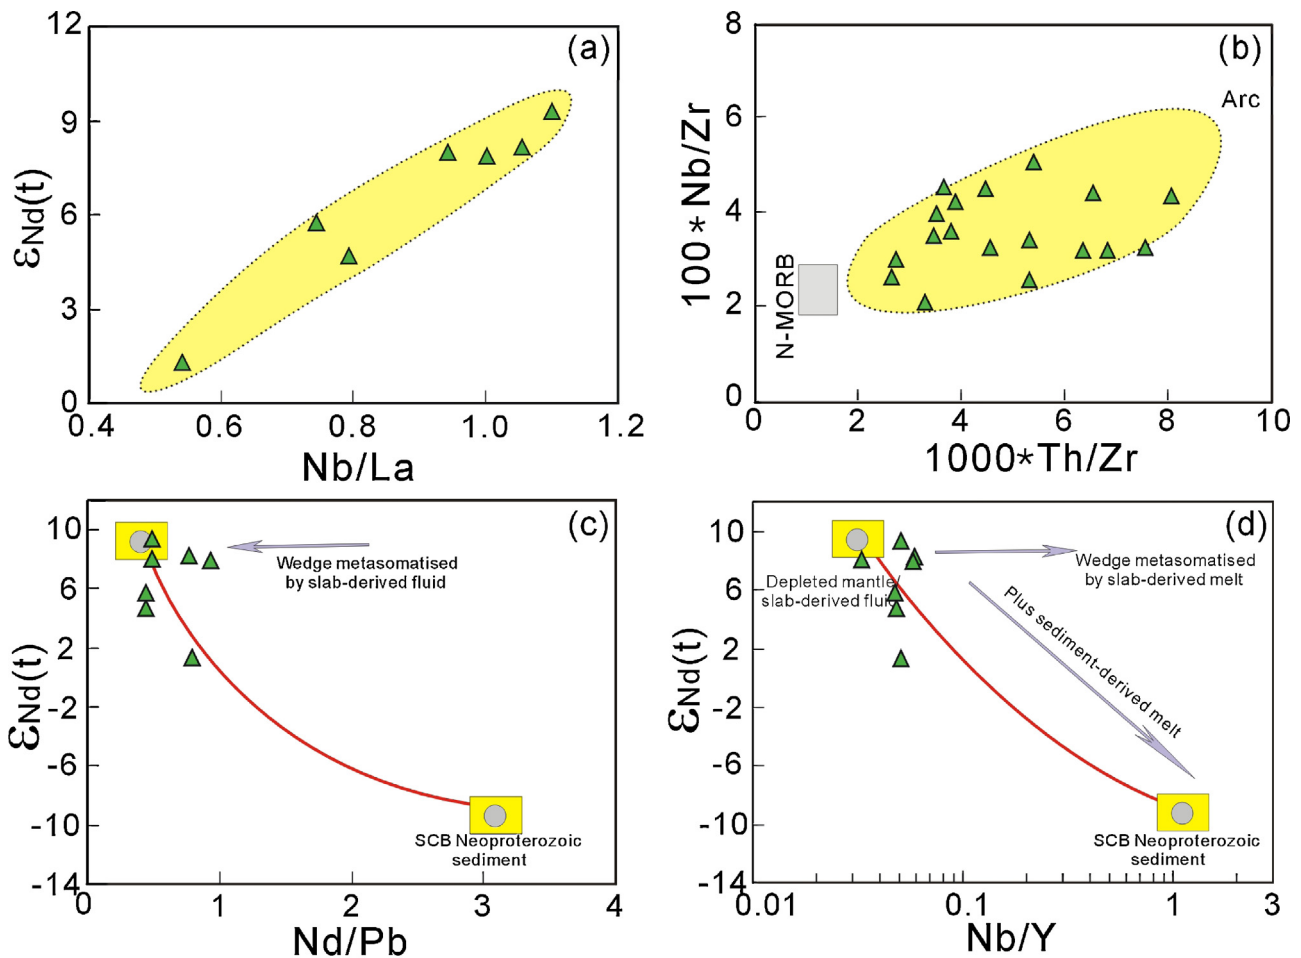 (a)
12
9
6
3
0
εNd(t)
0.4
0.6
0.8
1.0
1.2
Nb/La
(b)
8
6
4
2
0
100*Nb/Zr
Arc
N-MORB
0
2
4
6
8
10
1000*Th/Zr
(c)
10
6
2
-2
-6
-10
-14
εNd(t)
Wedge metasomatised
by slab-derived fluid
SCB Neoproterozoic
sediment
0
1
2
3
4
Nd/Pb
(d)
10
6
2
-2
-6
-10
-14
εNd(t)
Wedge metasomatised
by slab-derived melt
Depleted mantle/
slab-derived fluid
Plus sediment-derived melt
SCB Neoproterozoic
sediment
0.01
0.1
1
3
Nb/Y